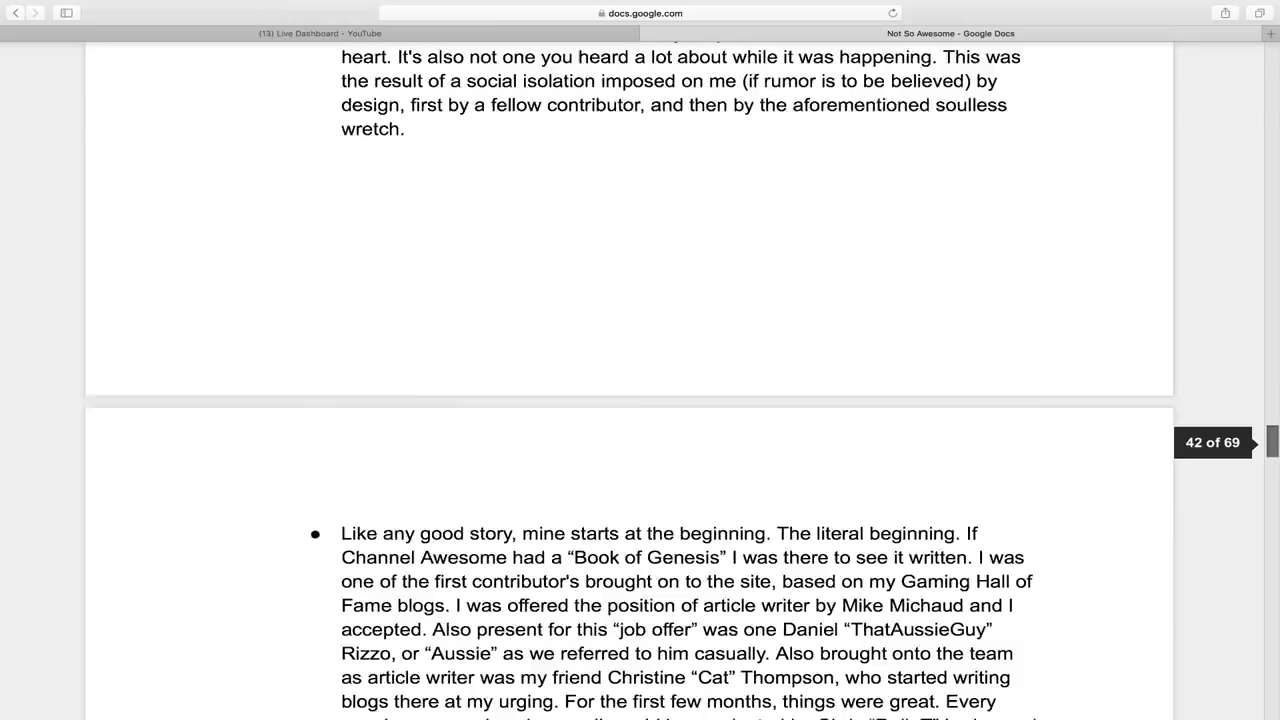 docs.google.com
(13) Live Dashboard - YouTube
Not So Awesome - Google Docs
heart. It's also not one you heard a lot about while it was happening. This was
the result of a social isolation imposed on me (if rumor is to be believed) by
design, first by a fellow contributor, and then by the aforementioned soulless
wretch.
42 of 69
● Like any good story, mine starts at the beginning. The literal beginning. If
Channel Awesome had a “Book of Genesis” I was there to see it written. I was
one of the first contributor's brought on to the site, based on my Gaming Hall of
Fame blogs. I was offered the position of article writer by Mike Michaud and I
accepted. Also present for this “job offer” was one Daniel “ThatAussieGuy”
Rizzo, or “Aussie” as we referred to him casually. Also brought onto the team
as article writer was my friend Christine “Cat” Thompson, who started writing
blogs there at my urging. For the first few months, things were great. Every